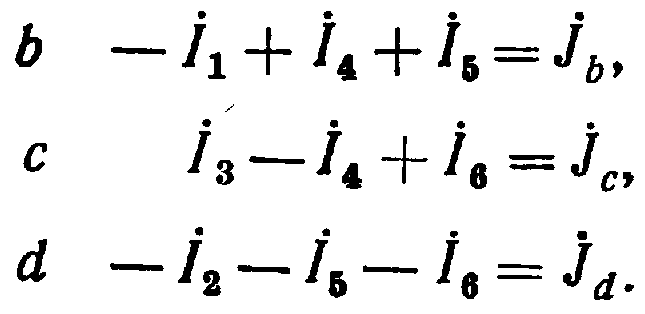 b −İ₁ + İ₄ + İ₅ = J̇_b,
c İ₃ − İ₄ + İ₆ = J̇_c,
d −İ₂ − İ₅ − İ₆ = J̇_d.